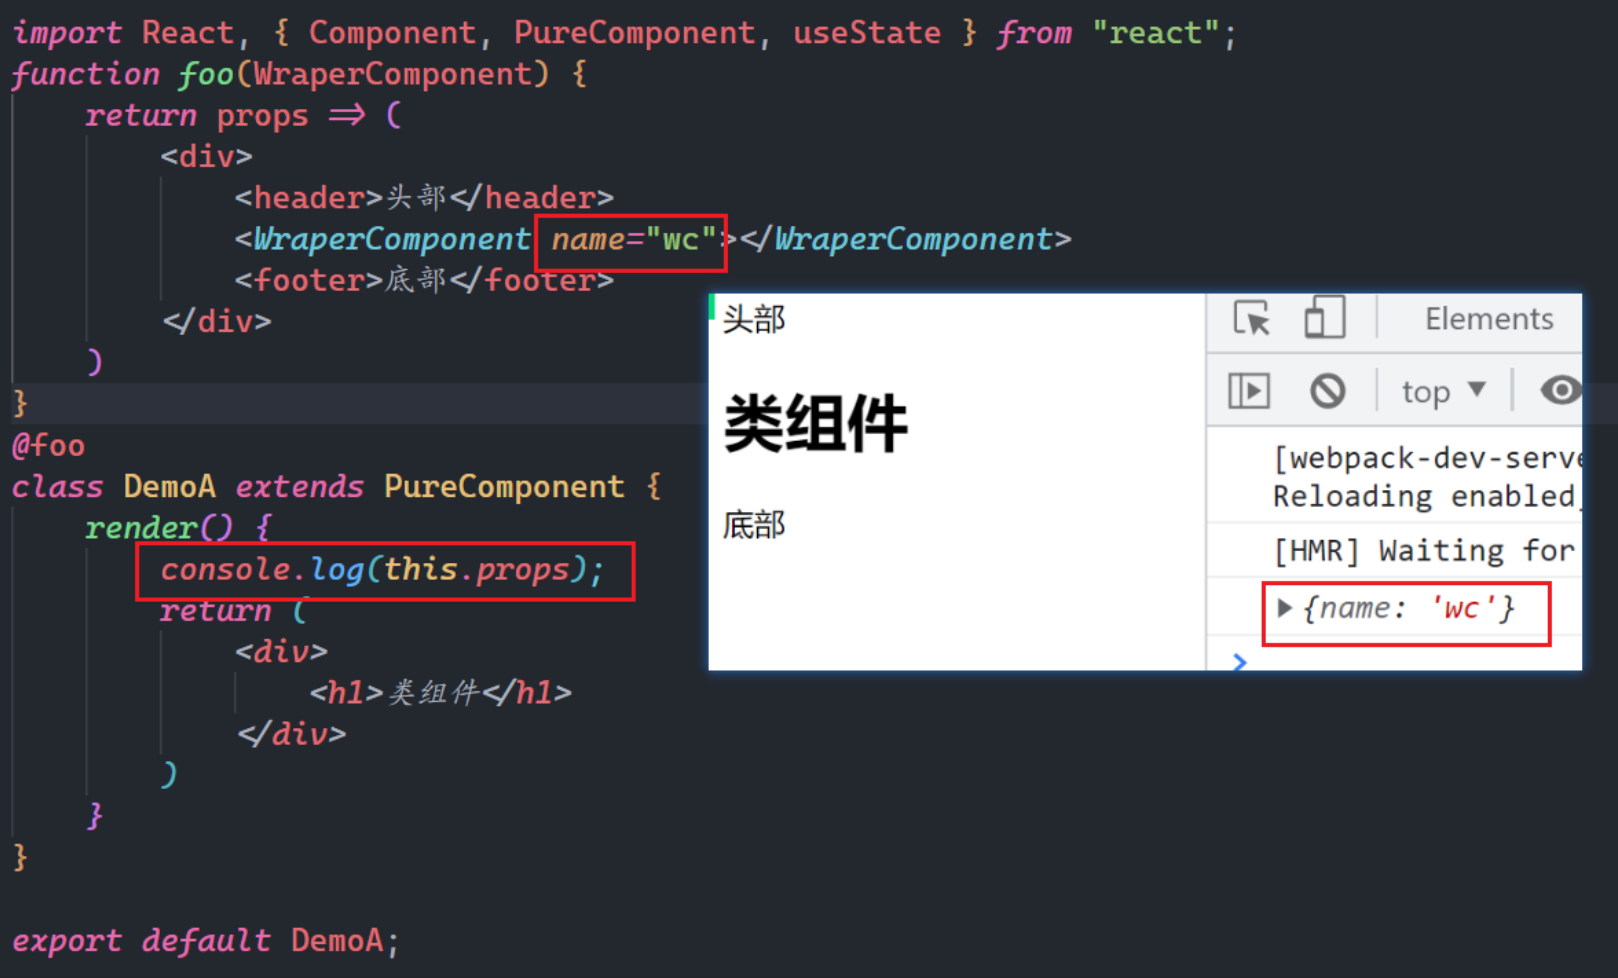 import React, { Component, PureComponent, useState } from "react";
function foo(WraperComponent) {
return props => (
<div>
<header>头部</header>
<WraperComponent name="wc"></WraperComponent>
<footer>底部</footer>
</div>
)
}
@foo
class DemoA extends PureComponent {
render() {
console.log(this.props);
return (
<div>
<h1>类组件</h1>
</div>
)
}
}
export default DemoA;
头部
类组件
底部
Elements
top
[webpack-dev-serve
Reloading enabled
[HMR] Waiting for
{name: 'wc'}